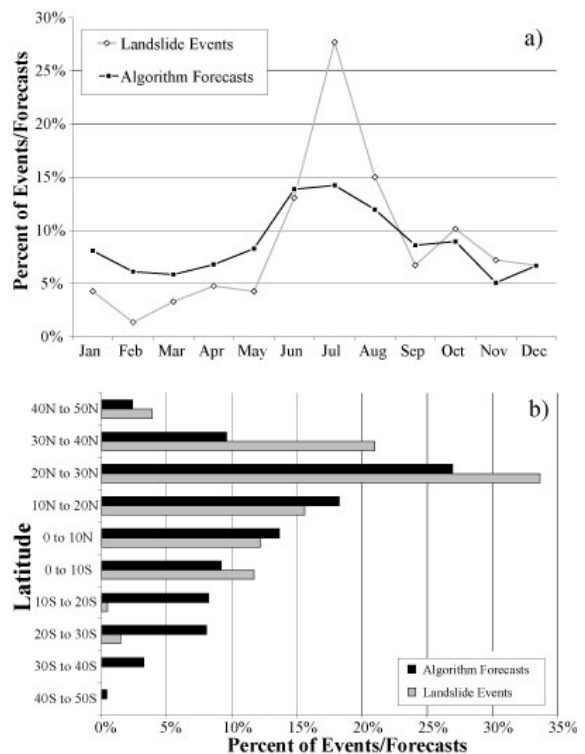 30%
25%
20%
15%
10%
5%
0%
Percent of Events/Forecasts
Landslide Events
Algorithm Forecasts
a)
Jan Feb Mar Apr May Jun Jul Aug Sep Oct Nov Dec
b)
Latitude
40N to 50N
30N to 40N
20N to 30N
10N to 20N
0 to 10N
0 to 10S
10S to 20S
20S to 30S
30S to 40S
40S to 50S
Algorithm Forecasts
Landslide Events
0% 5% 10% 15% 20% 25% 30% 35%
Percent of Events/Forecasts